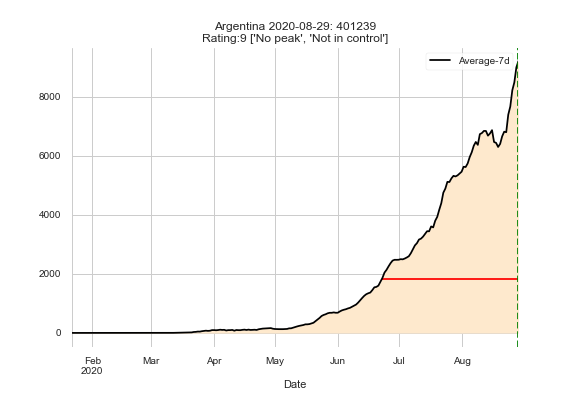 Argentina 2020-08-29: 401239
Rating:9 ['No peak', 'Not in control']
Average-7d
8000
6000
4000
2000
0
Feb Mar Apr May Jun Jul Aug
2020
Date